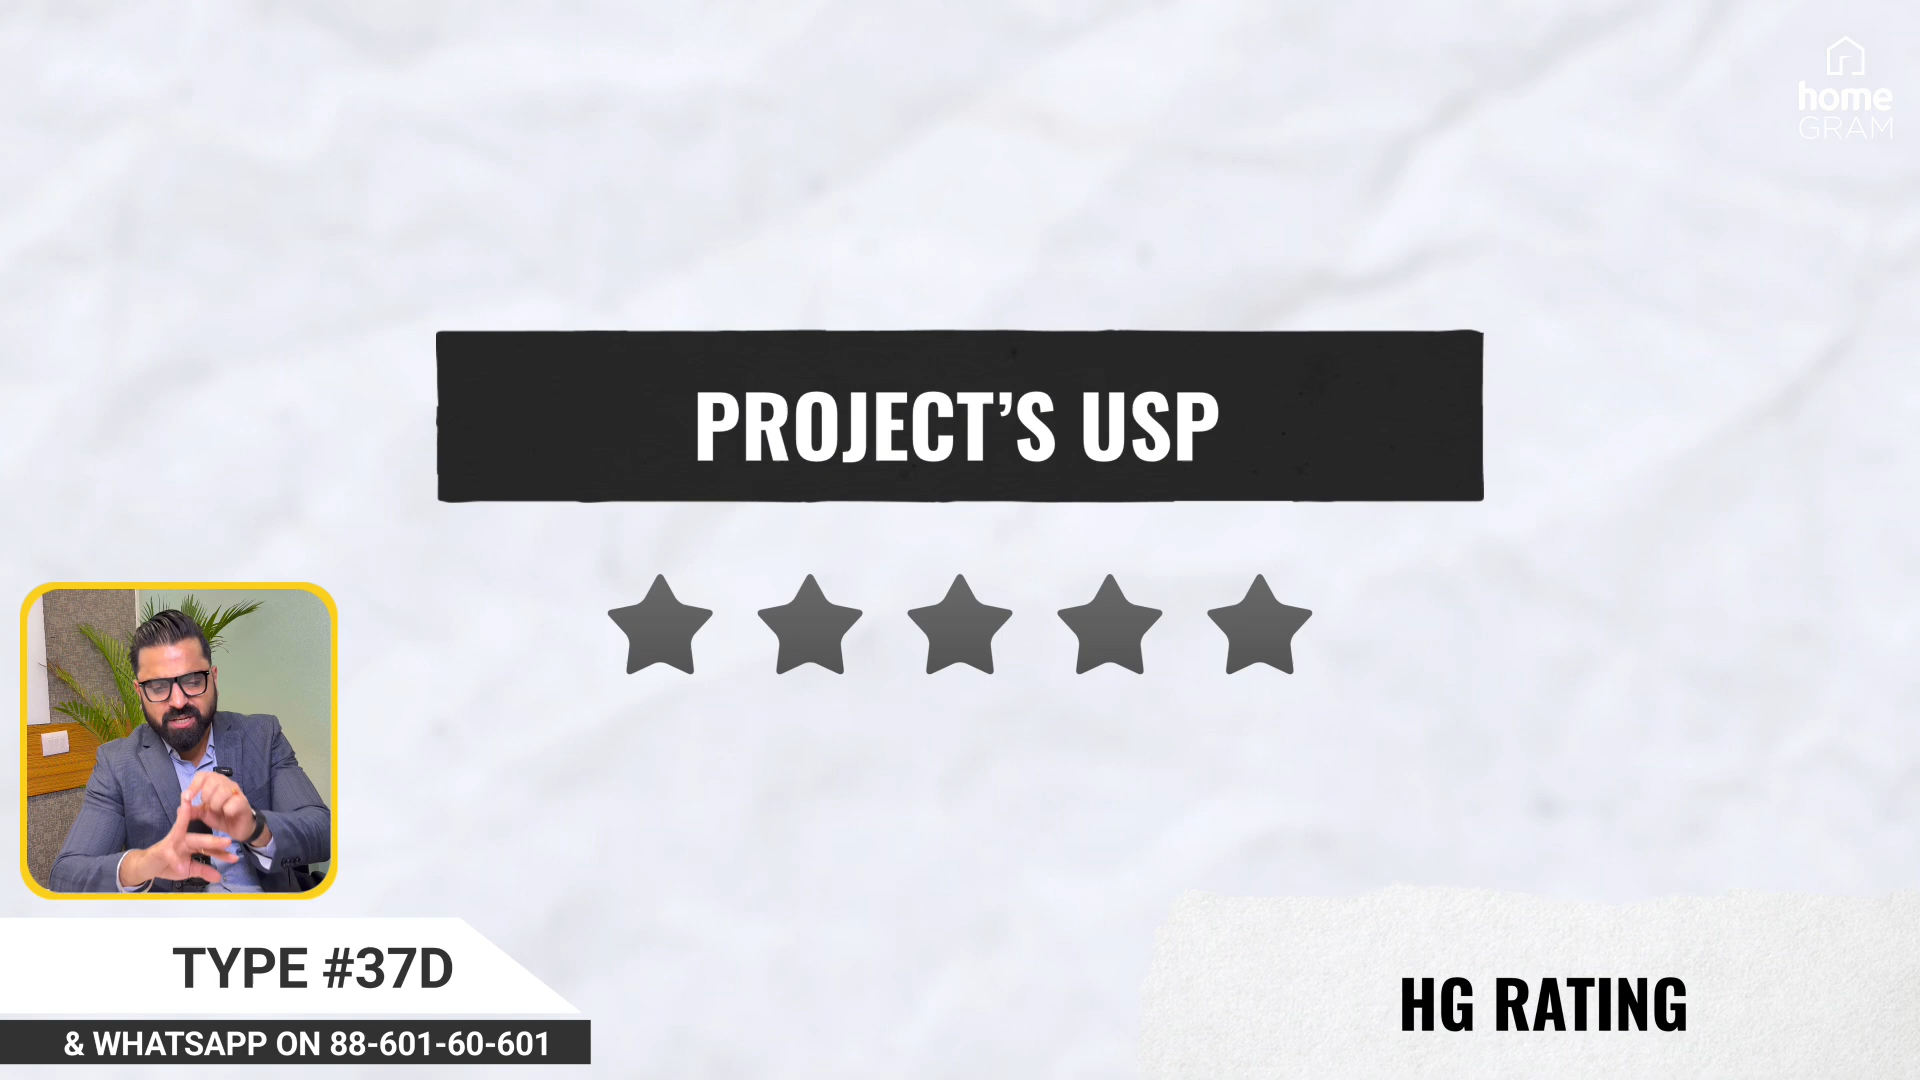 home
GRAM
PROJECT’S USP
TYPE #37D
& WHATSAPP ON 88-601-60-601
HG RATING